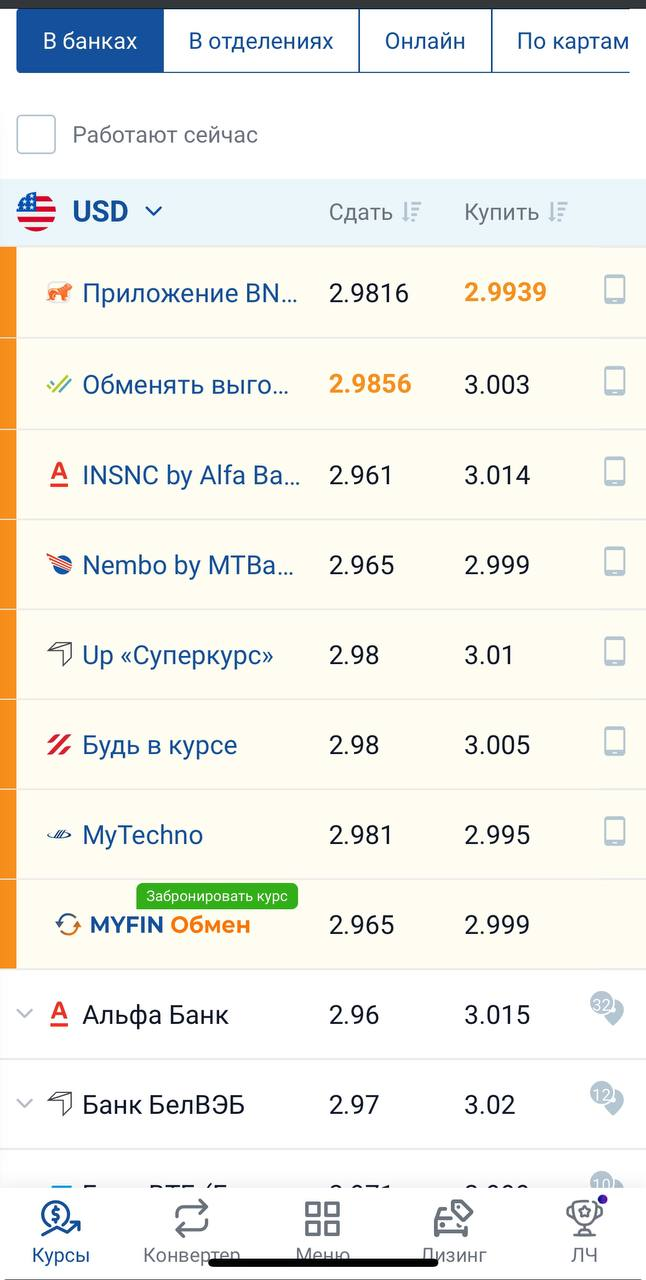 В банках В отделениях Онлайн По картам
Работают сейчас
USD Сдать Купить
Приложение BN... 2.9816 2.9939
Обменять выго... 2.9856 3.003
INSNC by Alfa Ba... 2.961 3.014
Nembo by MTBa... 2.965 2.999
Up «Суперкурс» 2.98 3.01
Будь в курсе 2.98 3.005
MyTechno 2.981 2.995
Забронировать курс
MYFIN Обмен 2.965 2.999
Альфа Банк 2.96 3.015 32
Банк БелВЭБ 2.97 3.02 12
Курсы Конвертер Меню Лизинг ЛЧ